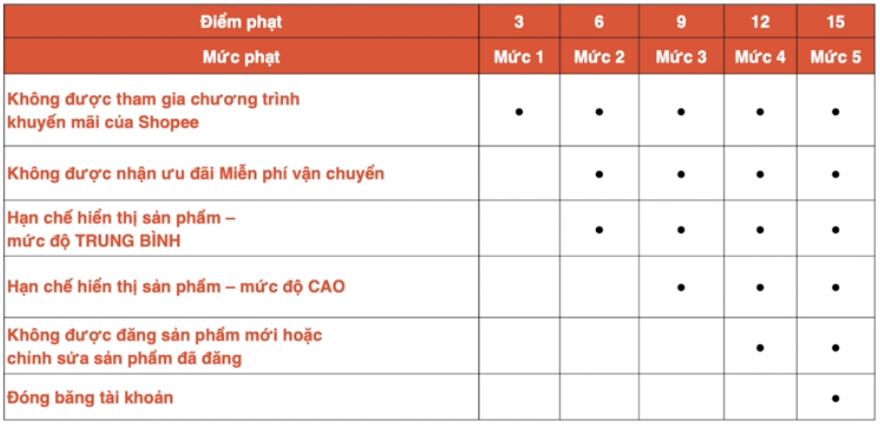 Điểm phạt 3 6 9 12 15
Mức phạt Mức 1 Mức 2 Mức 3 Mức 4 Mức 5
Không được tham gia chương trình
khuyến mãi của Shopee
Không được nhận ưu đãi Miễn phí vận chuyển
Hạn chế hiển thị sản phẩm –
mức độ TRUNG BÌNH
Hạn chế hiển thị sản phẩm – mức độ CAO
Không được đăng sản phẩm mới hoặc
chỉnh sửa sản phẩm đã đăng
Đóng băng tài khoản